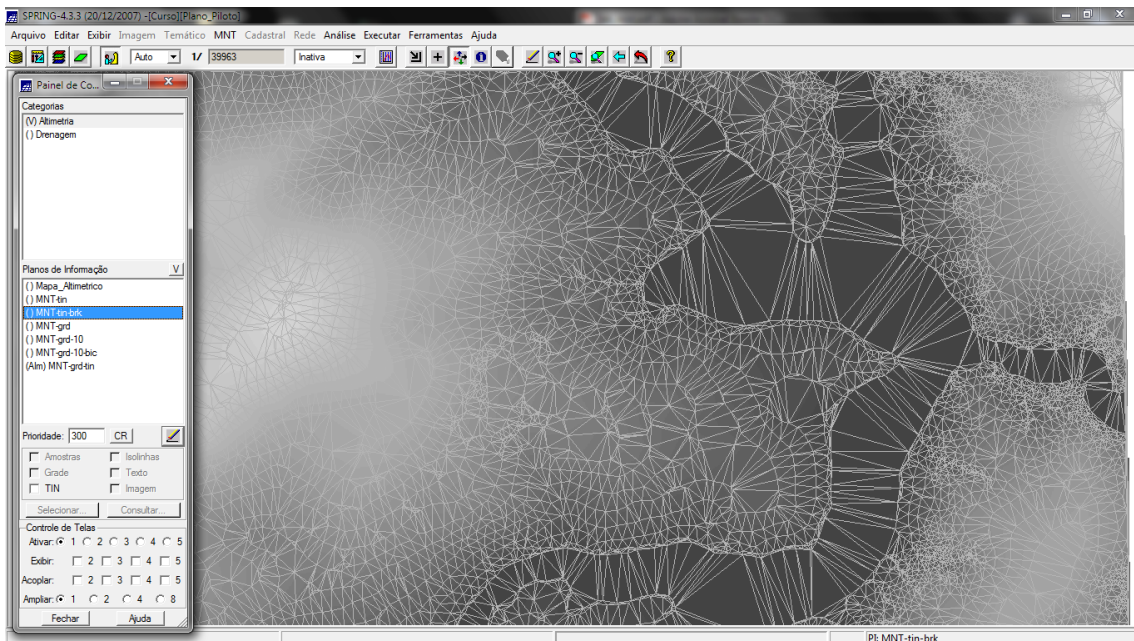 SPRING-4.3.3 (20/12/2007) -[Curso][Plano_Piloto]
Arquivo Editar Exibir Imagem Temático MNT Cadastral Rede Análise Executar Ferramentas Ajuda
Auto 1/ 39963 Inativa
Painel de Co...
Categorias
(V) Altimetria
( ) Drenagem
Planos de Informação V
( ) Mapa_Altimetrico
( ) MNT-tin
( ) MNT-tin-brk
( ) MNT-grd
( ) MNT-grd-10
( ) MNT-grd-10-bic
(AIm) MNT-grd-tin
Prioridade: 300 CR
Amostras Isolinhas
Grade Texto
TIN Imagem
Selecionar... Consultar...
Controle de Telas
Ativar: 1 2 3 4 5
Exibir: 2 3 4 5
Acoplar: 2 3 4 5
Ampliar: 1 2 4 8
Fechar Ajuda
PI: MNT-tin-brk